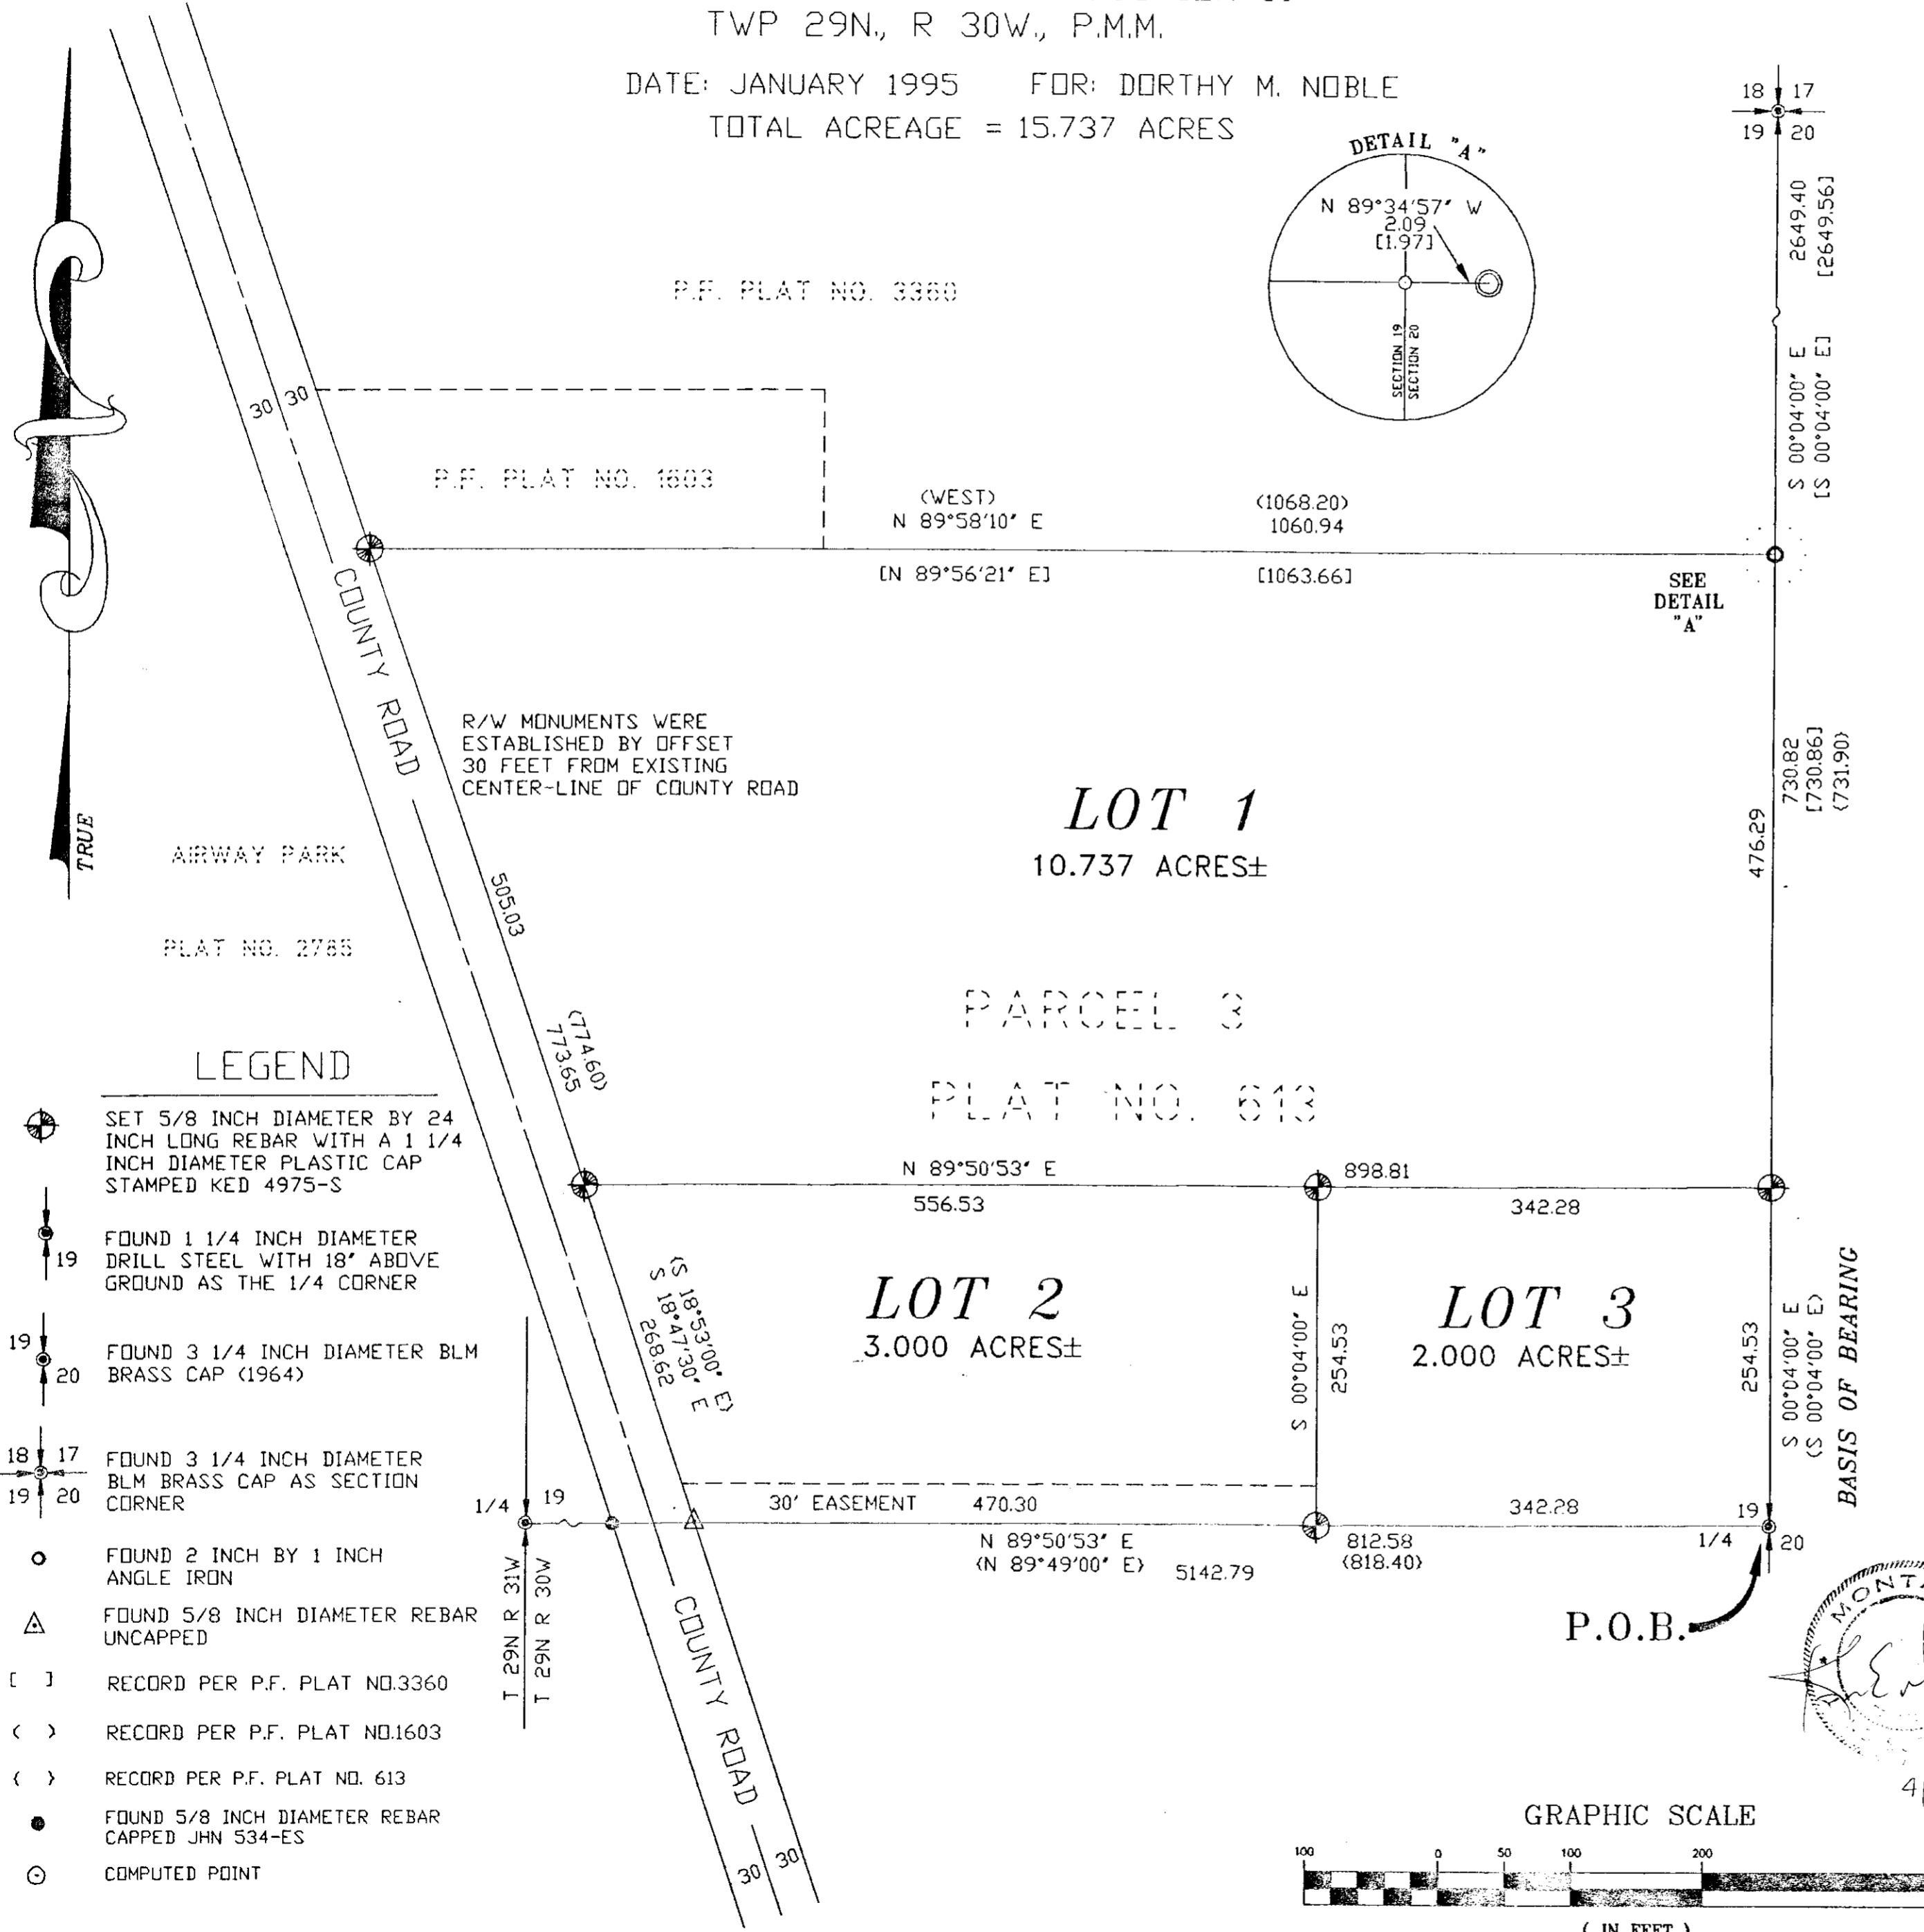 TWP 29N., R 30W., P.M.M.
DATE: JANUARY 1995 FOR: DORTHY M. NOBLE
TOTAL ACREAGE = 15.737 ACRES
18 17
19 20
2649.40
[2649.56]
S 00°04'00" E
[S 00°04'00" E]
DETAIL "A"
N 89°34'57" W
2.09
[1.97]
SECTION 19
SECTION 20
P.F. PLAT NO. 3360
30 30
P.F. PLAT NO. 1603
(WEST)
N 89°58'10" E
(1068.20)
1060.94
[N 89°56'21" E]
[1063.66]
SEE
DETAIL
"A"
COUNTY ROAD
R/W MONUMENTS WERE
ESTABLISHED BY OFFSET
30 FEET FROM EXISTING
CENTER-LINE OF COUNTY ROAD
TRUE
AIRWAY PARK
PLAT NO. 2785
LOT 1
10.737 ACRES±
476.29
730.82
[730.86]
(731.90)
505.03
(774.60)
773.65
PARCEL 3
PLAT NO. 613
N 89°50'53" E
898.81
556.53
342.28
{S 18°53'00" E}
S 18°47'30" E
268.62
LOT 2
3.000 ACRES±
S 00°04'00" E
254.53
LOT 3
2.000 ACRES±
254.53
S 00°04'00" E
(S 00°04'00" E)
BASIS OF BEARING
30' EASEMENT
470.30
342.28
1/4 19
N 89°50'53" E
{N 89°49'00" E}
5142.79
812.58
(818.40)
19
1/4 20
T 29N R 31W
T 29N R 30W
P.O.B.
COUNTY ROAD
30 30
LEGEND
SET 5/8 INCH DIAMETER BY 24
INCH LONG REBAR WITH A 1 1/4
INCH DIAMETER PLASTIC CAP
STAMPED KED 4975-S
19
FOUND 1 1/4 INCH DIAMETER
DRILL STEEL WITH 18" ABOVE
GROUND AS THE 1/4 CORNER
19
20
FOUND 3 1/4 INCH DIAMETER BLM
BRASS CAP (1964)
18 17
19 20
FOUND 3 1/4 INCH DIAMETER
BLM BRASS CAP AS SECTION
CORNER
FOUND 2 INCH BY 1 INCH
ANGLE IRON
FOUND 5/8 INCH DIAMETER REBAR
UNCAPPED
[ ] RECORD PER P.F. PLAT NO.3360
( ) RECORD PER P.F. PLAT NO.1603
{ } RECORD PER P.F. PLAT NO. 613
FOUND 5/8 INCH DIAMETER REBAR
CAPPED JHN 534-ES
COMPUTED POINT
GRAPHIC SCALE
100 0 50 100 200
( IN FEET )